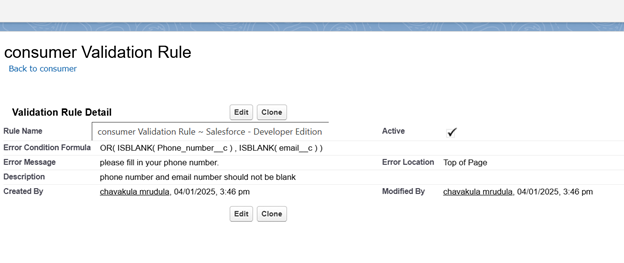 consumer Validation Rule
Back to consumer
Validation Rule Detail
Edit Clone
Rule Name consumer Validation Rule ~ Salesforce - Developer Edition Active
Error Condition Formula OR( ISBLANK( Phone_number__c ) , ISBLANK( email__c ) )
Error Message please fill in your phone number. Error Location Top of Page
Description phone number and email number should not be blank
Created By chavakula mrudula, 04/01/2025, 3:46 pm Modified By chavakula mrudula, 04/01/2025, 3:46 pm
Edit Clone